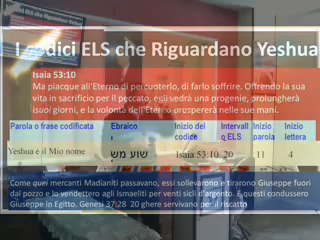 I codici ELS che Riguardano Yeshua
Isaia 53:10
Ma piacque all'Eterno di percuoterlo, di farlo soffrire. Offrendo la sua
vita in sacrificio per il peccato, egli vedrà una progenie, prolungherà
i suoi giorni, e la volontà dell'Eterno prospererà nelle sue mani.
Parola o frase codificata Ebraico Inizio del codice Intervallo ELS Inizio parola Inizio lettera
Yeshua è il Mio nome שוע מש Isaia 53:10 20 11 4
Come quei mercanti Madianiti passavano, essi sollevarono e tirarono Giuseppe fuori
dal pozzo e lo vendettero agli Ismaeliti per venti sicli d'argento. E questi condussero
Giuseppe in Egitto. Genesi 37:28 20 ghere servivano per il riscatto